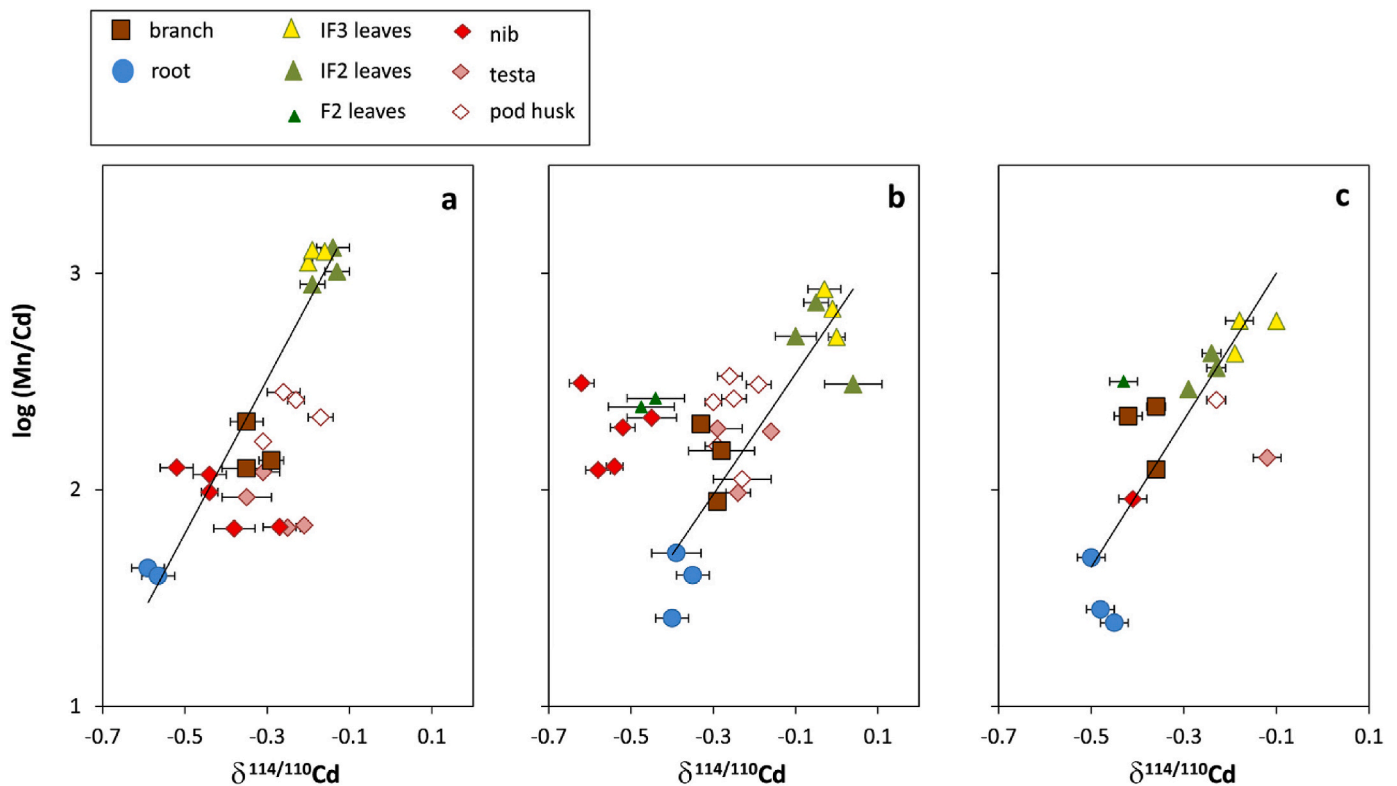 branch IF3 leaves nib
root IF2 leaves testa
F2 leaves pod husk
a b c
log (Mn/Cd)
3
2
1
-0.7 -0.5 -0.3 -0.1 0.1 -0.7 -0.5 -0.3 -0.1 0.1 -0.7 -0.5 -0.3 -0.1 0.1
δ114/110Cd δ114/110Cd δ114/110Cd